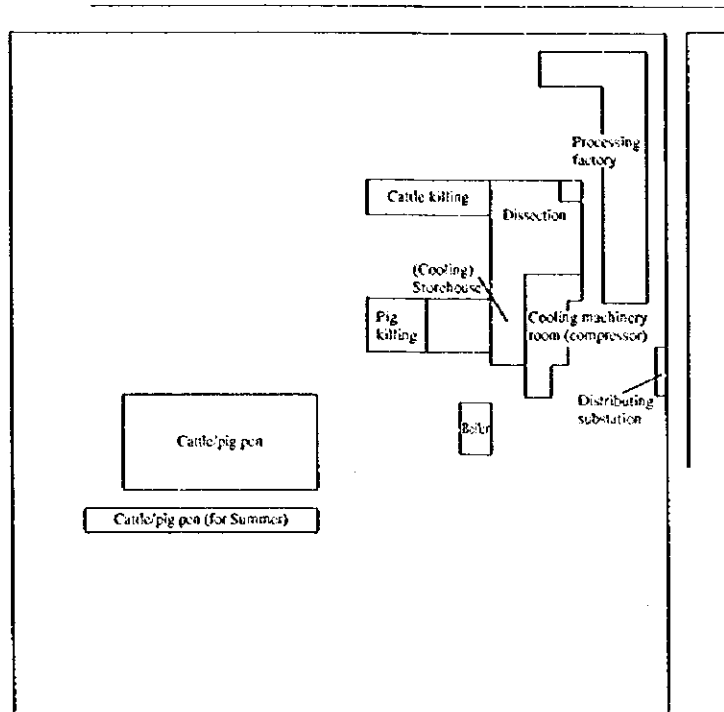 Processing
factory
Cattle killing
Dissection
(Cooling)
Storehouse
Pig
killing
Cooling machinery
room (compressor)
Distributing
substation
Boiler
Cattle/pig pen
Cattle/pig pen (for Summer)